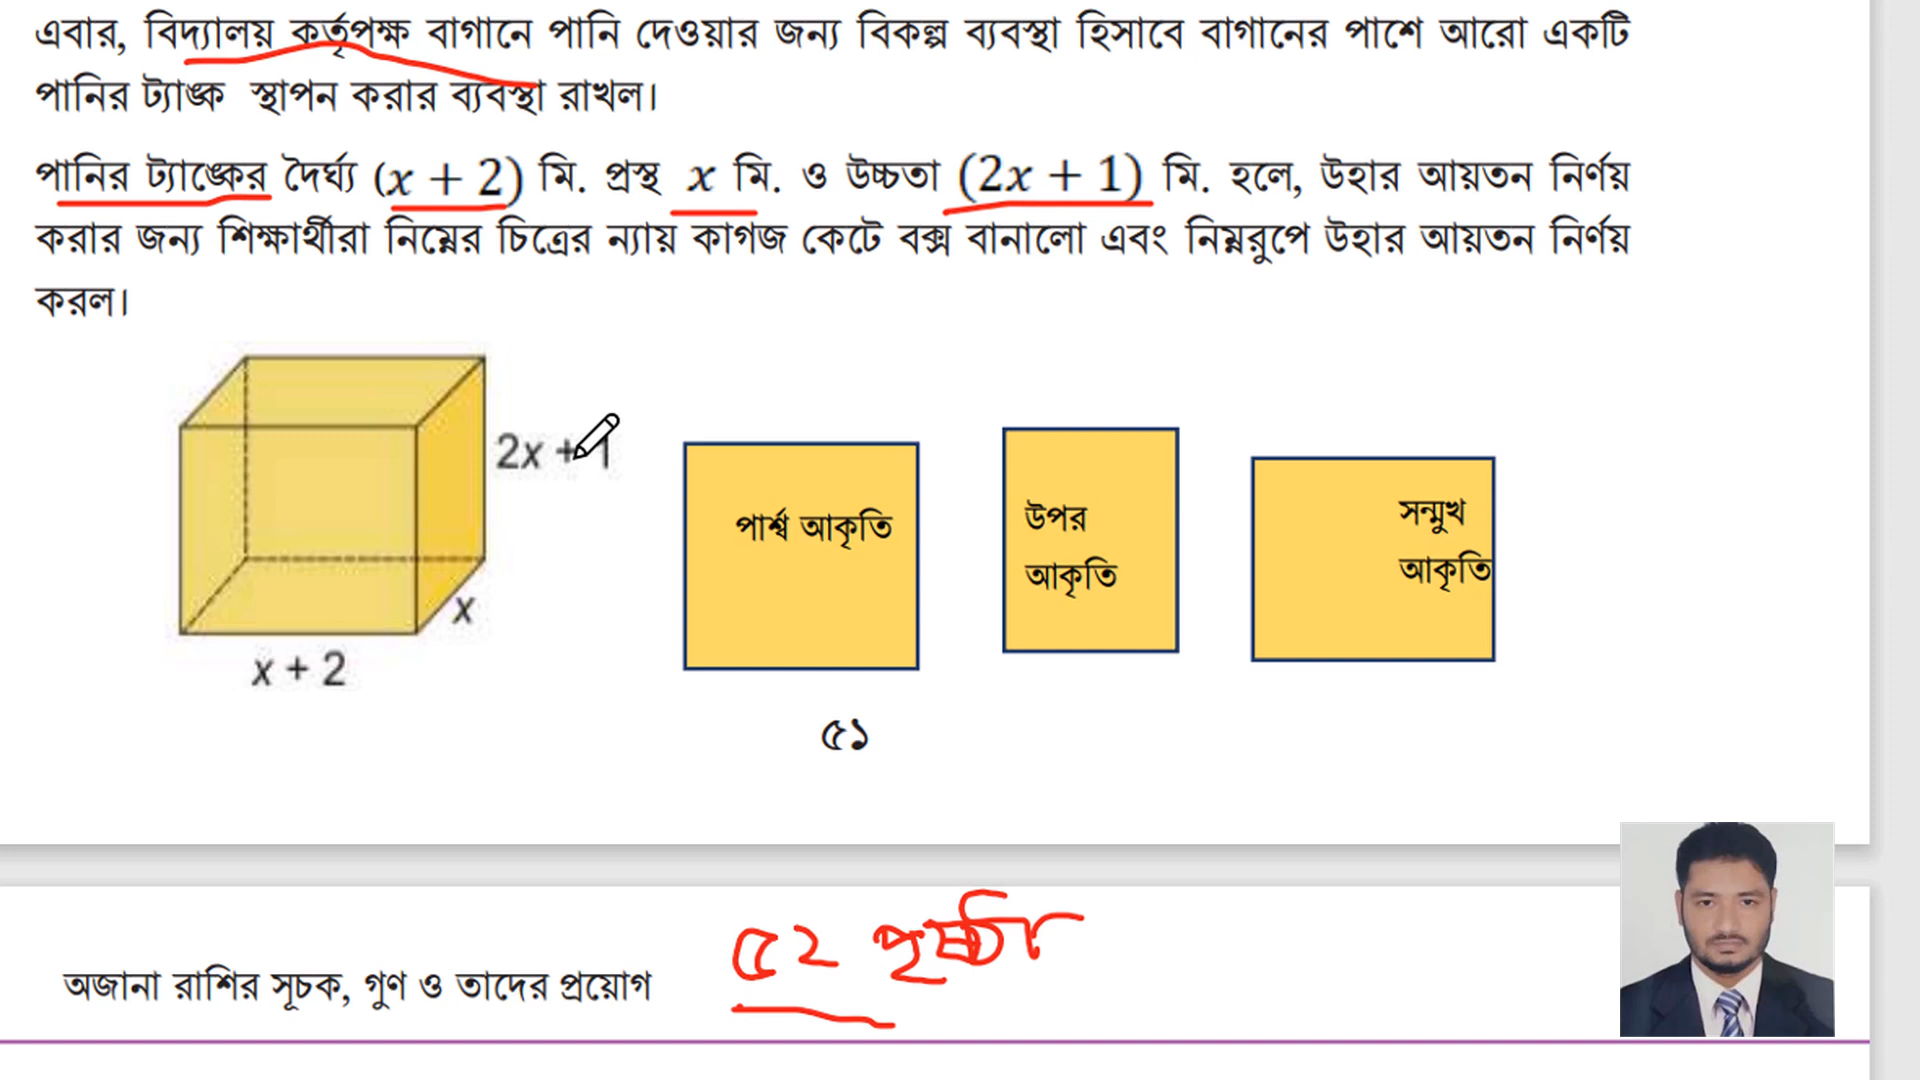 এবার, বিদ্যালয় কর্তৃপক্ষ বাগানে পানি দেওয়ার জন্য বিকল্প ব্যবস্থা হিসাবে বাগানের পাশে আরো একটি
পানির ট্যাঙ্ক স্থাপন করার ব্যবস্থা রাখল।
পানির ট্যাঙ্কের দৈর্ঘ্য (x + 2) মি. প্রস্থ x মি. ও উচ্চতা (2x + 1) মি. হলে, উহার আয়তন নির্ণয়
করার জন্য শিক্ষার্থীরা নিম্নের চিত্রের ন্যায় কাগজ কেটে বক্স বানালো এবং নিম্নরুপে উহার আয়তন নির্ণয়
করল।
2x + 1
x
x + 2
পার্শ্ব আকৃতি
উপর
আকৃতি
সন্মুখ
আকৃতি
৫১
৫২ পৃষ্ঠা
অজানা রাশির সূচক, গুণ ও তাদের প্রয়োগ